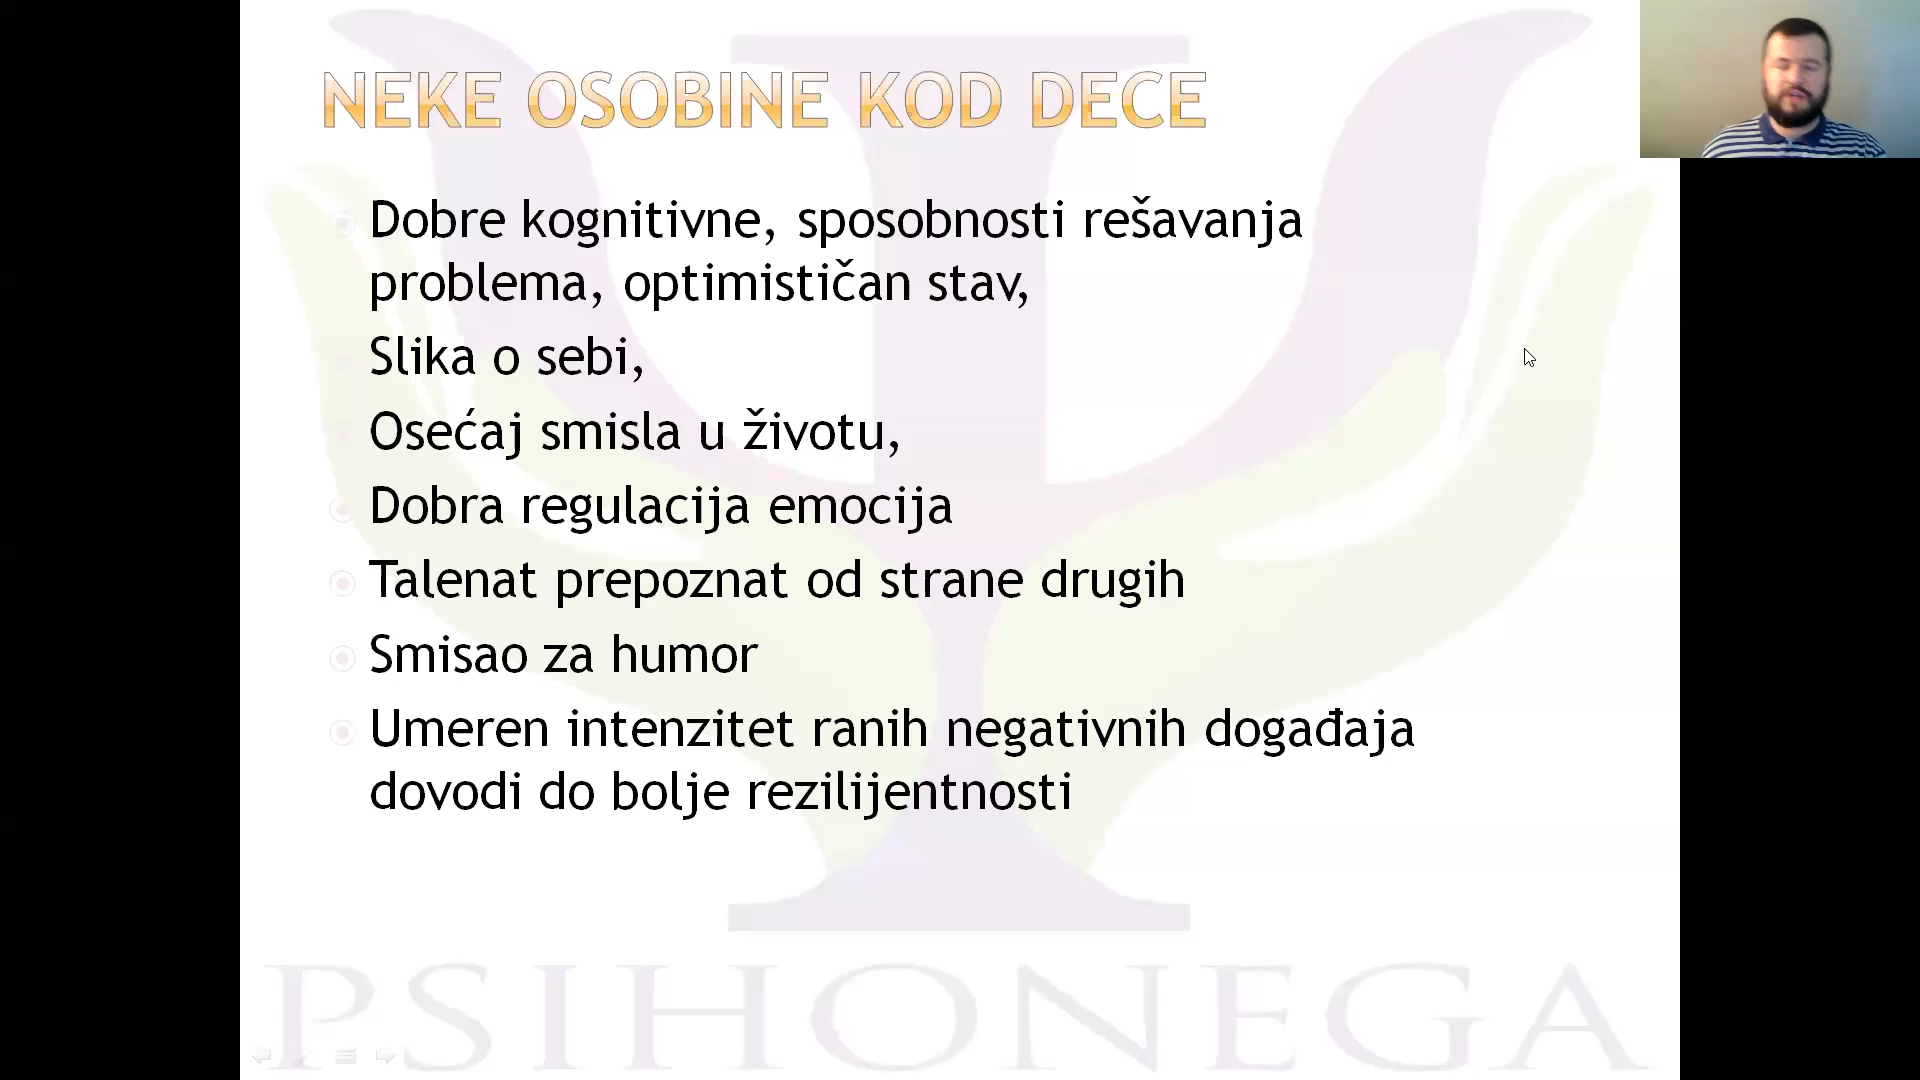 NEKE OSOBINE KOD DECE
Dobre kognitivne, sposobnosti rešavanja
problema, optimističan stav,
Slika o sebi,
Osećaj smisla u životu,
Dobra regulacija emocija
Talenat prepoznat od strane drugih
Smisao za humor
Umeren intenzitet ranih negativnih događaja
dovodi do bolje rezilijentnosti
PSIHONEGA